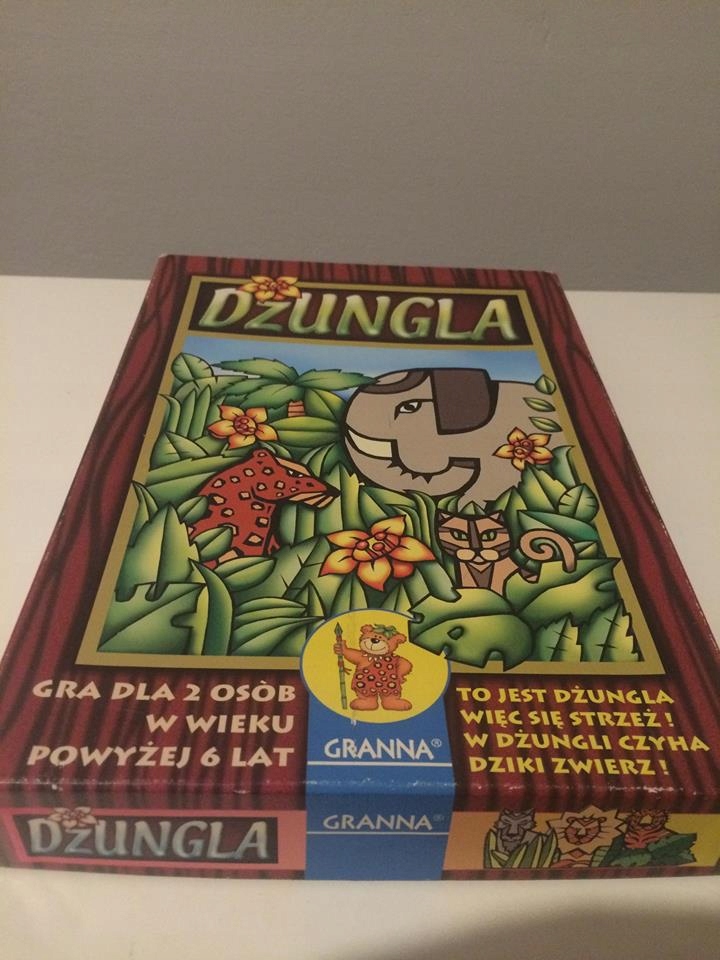 DżUNGLA
GRA DLA 2 OSÒB
W WIEKU
POWYŻEJ 6 LAT
GRANNA®
TO JEST DŻUNGLA
WIĘC SIĘ STRZEŻ!
W DŻUNGLI CZYHA
DZIKI ZWIERZ!
DżUNGLA
GRANNA®